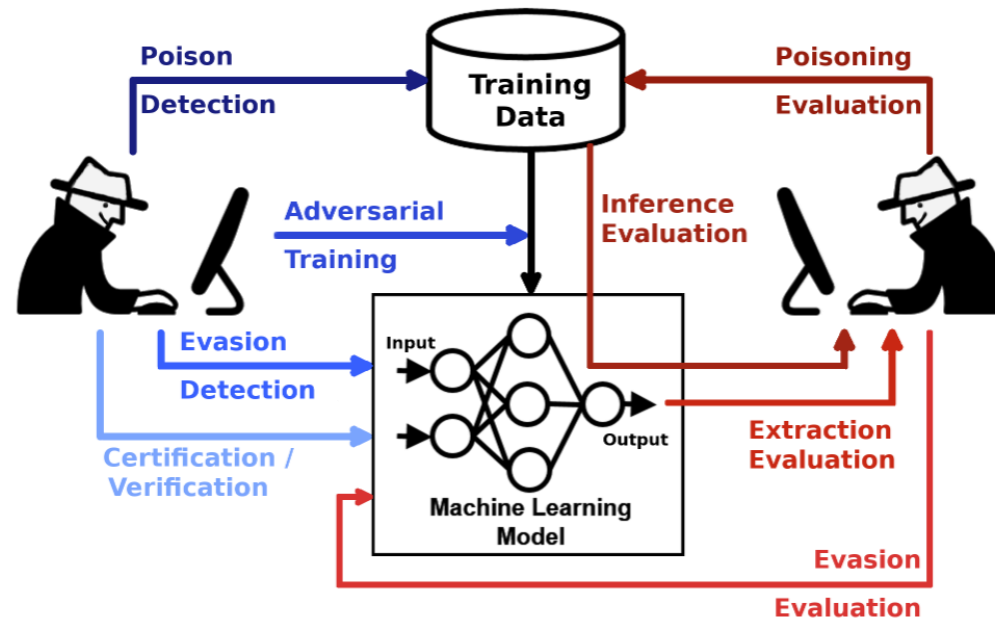 Poison
Detection
Training
Data
Poisoning
Evaluation
Adversarial
Training
Inference
Evaluation
Evasion
Detection
Input
Output
Certification /
Verification
Extraction
Evaluation
Machine Learning
Model
Evasion
Evaluation